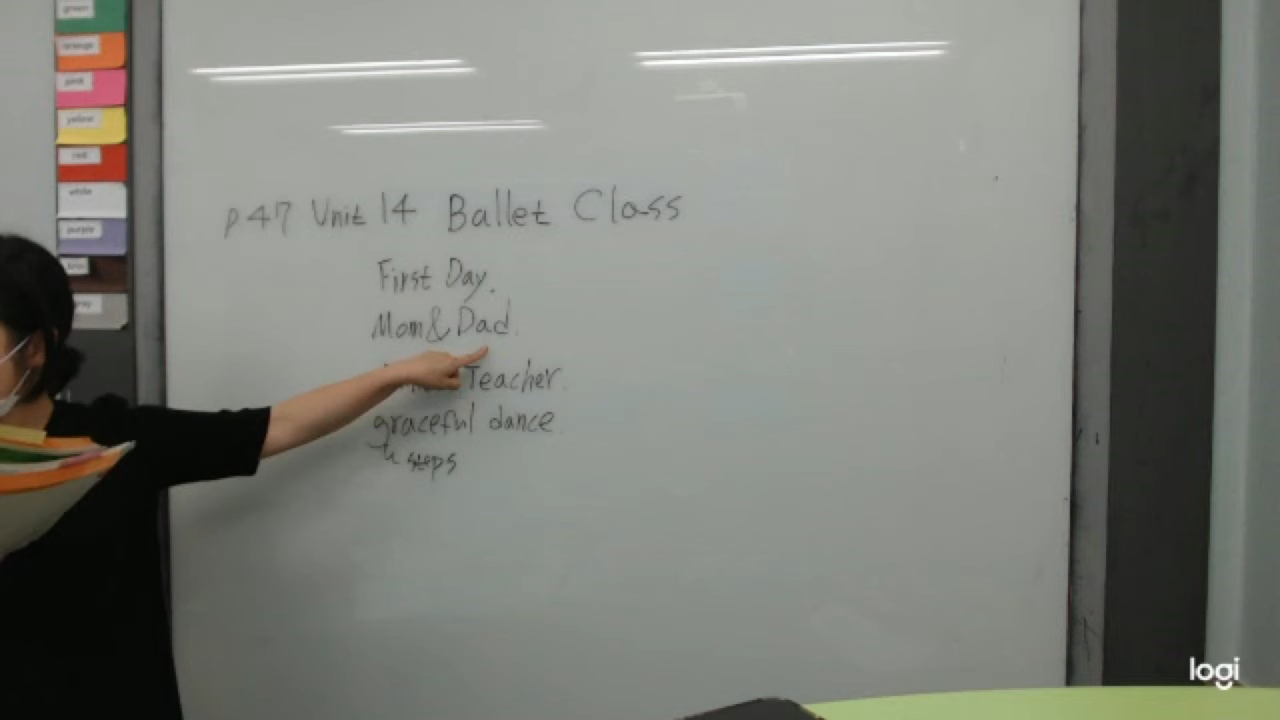 green
orange
pink
yellow
red
white
purple
gray
P47 Unit 14 Ballet Class
First Day.
Mom & Dad.
Teacher.
graceful dance.
steps
logi